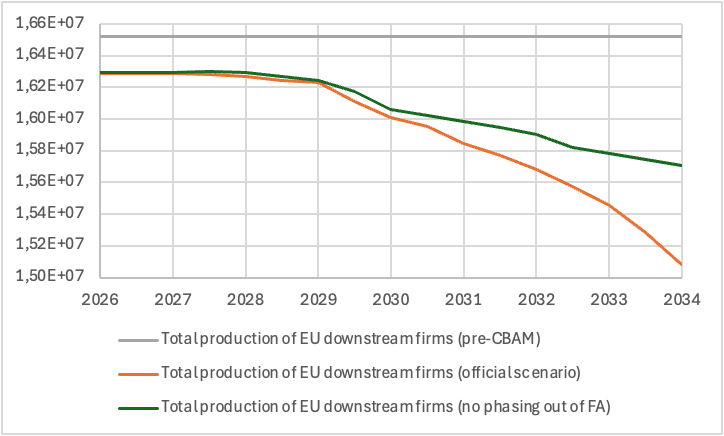 1,66E+07
1,64E+07
1,62E+07
1,60E+07
1,58E+07
1,56E+07
1,54E+07
1,52E+07
1,50E+07
2026 2027 2028 2029 2030 2031 2032 2033 2034
Total production of EU downstream firms (pre-CBAM)
Total production of EU downstream firms (official scenario)
Total production of EU downstream firms (no phasing out of FA)